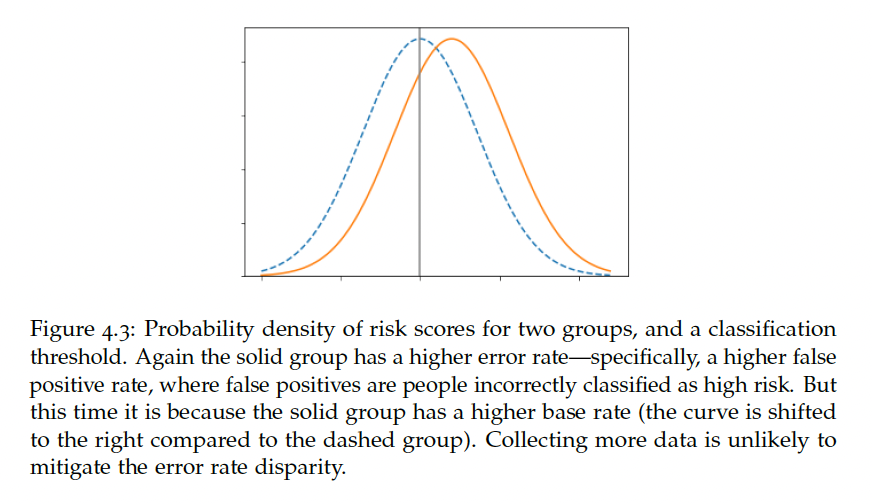 Figure 4.3: Probability density of risk scores for two groups, and a classification
threshold. Again the solid group has a higher error rate—specifically, a higher false
positive rate, where false positives are people incorrectly classified as high risk. But
this time it is because the solid group has a higher base rate (the curve is shifted
to the right compared to the dashed group). Collecting more data is unlikely to
mitigate the error rate disparity.